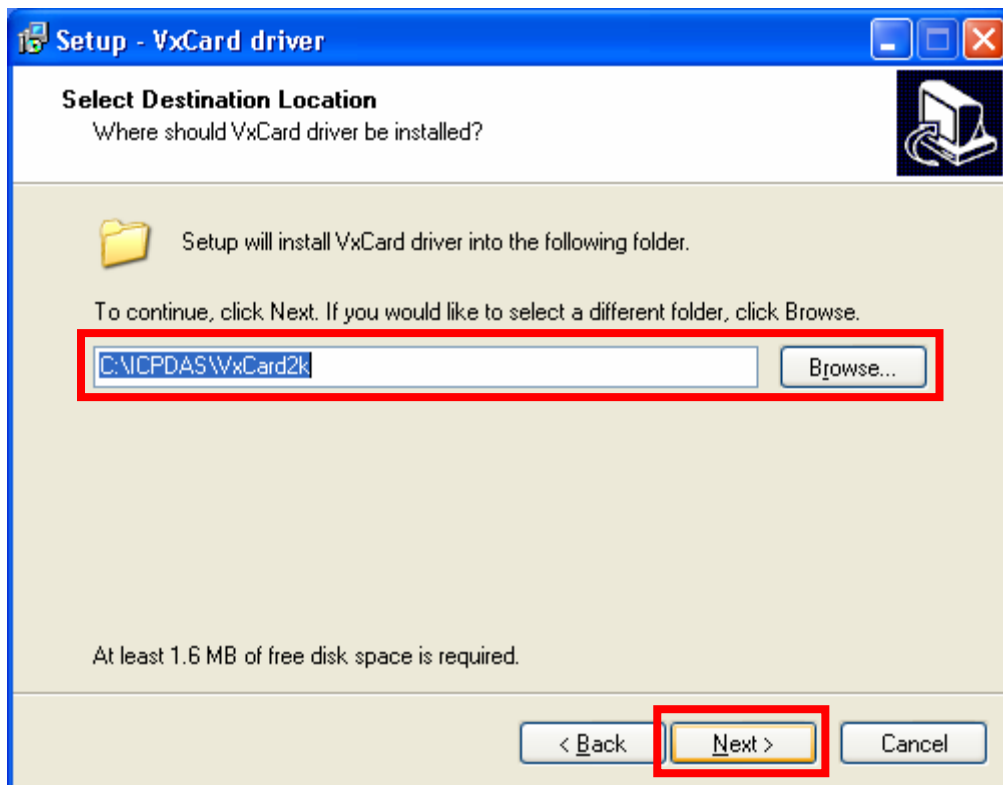 Setup - VxCard driver
Select Destination Location
Where should VxCard driver be installed?
Setup will install VxCard driver into the following folder.
To continue, click Next. If you would like to select a different folder, click Browse.
C:\ICPDAS\VxCard2k
Browse...
At least 1.6 MB of free disk space is required.
< Back Next > Cancel